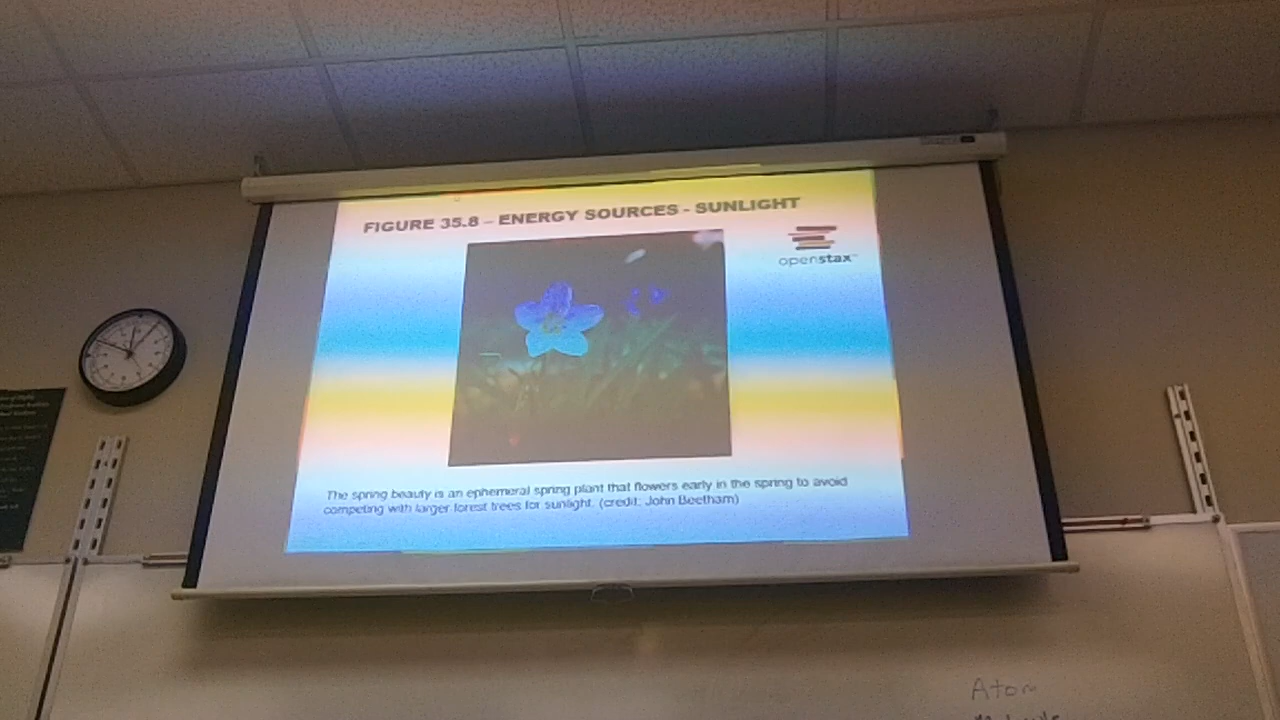 FIGURE 35.8 – ENERGY SOURCES - SUNLIGHT
openstax™
The spring beauty is an ephemeral spring plant that flowers early in the spring to avoid
competing with larger forest trees for sunlight. (credit: John Beetham)
Atom